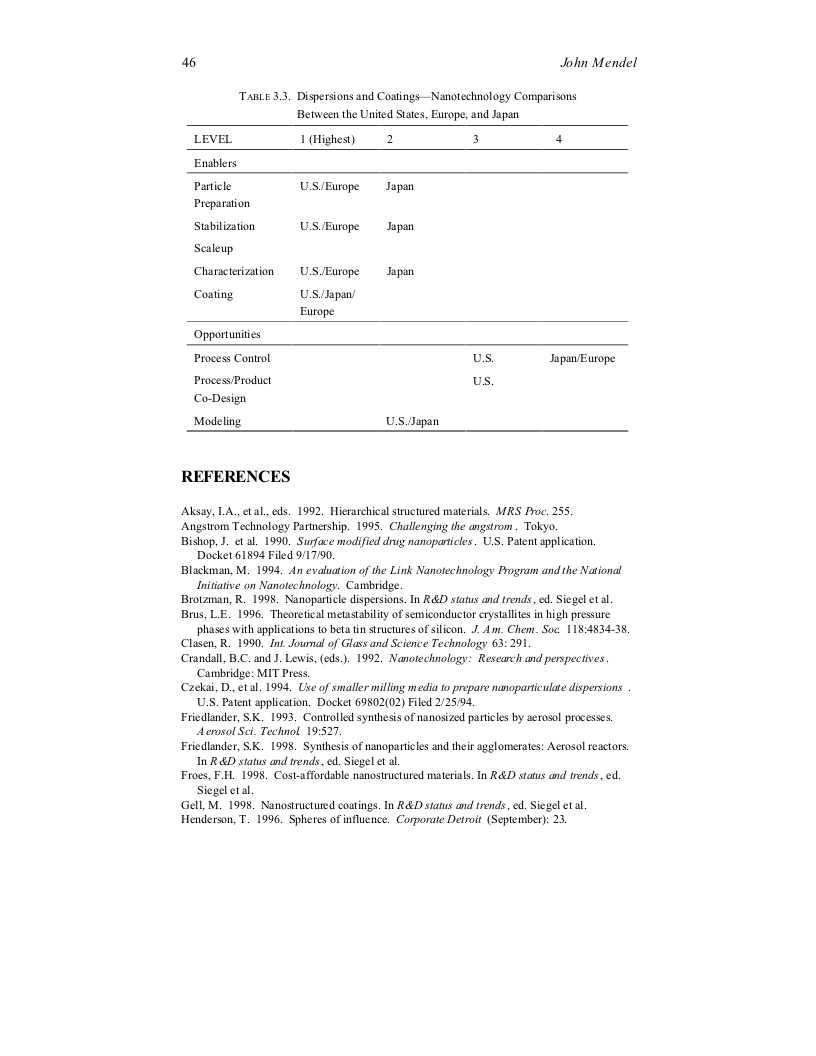 46 John Mendel
TABLE 3.3. Dispersions and Coatings—Nanotechnology Comparisons
Between the United States, Europe, and Japan
LEVEL 1 (Highest) 2 3 4
Enablers
Particle U.S./Europe Japan
Preparation
Stabilization U.S./Europe Japan
Scaleup
Characterization U.S./Europe Japan
Coating U.S./Japan/
Europe
Opportunities
Process Control U.S. Japan/Europe
Process/Product U.S.
Co-Design
Modeling U.S./Japan
REFERENCES
Aksay, I.A., et al., eds. 1992. Hierarchical structured materials. MRS Proc. 255.
Angstrom Technology Partnership. 1995. Challenging the angstrom. Tokyo.
Bishop, J. et al. 1990. Surface modified drug nanoparticles. U.S. Patent application.
Docket 61894 Filed 9/17/90.
Blackman, M. 1994. An evaluation of the Link Nanotechnology Program and the National
Initiative on Nanotechnology. Cambridge.
Brotzman, R. 1998. Nanoparticle dispersions. In R&D status and trends, ed. Siegel et al.
Brus, L.E. 1996. Theoretical metastability of semiconductor crystallites in high pressure
phases with applications to beta tin structures of silicon. J. Am. Chem. Soc. 118:4834-38.
Clasen, R. 1990. Int. Journal of Glass and Science Technology 63: 291.
Crandall, B.C. and J. Lewis, (eds.). 1992. Nanotechnology: Research and perspectives.
Cambridge: MIT Press.
Czekai, D., et al. 1994. Use of smaller milling media to prepare nanoparticulate dispersions.
U.S. Patent application. Docket 69802(02) Filed 2/25/94.
Friedlander, S.K. 1993. Controlled synthesis of nanosized particles by aerosol processes.
Aerosol Sci. Technol. 19:527.
Friedlander, S.K. 1998. Synthesis of nanoparticles and their agglomerates: Aerosol reactors.
In R&D status and trends, ed. Siegel et al.
Froes, F.H. 1998. Cost-affordable nanostructured materials. In R&D status and trends, ed.
Siegel et al.
Gell, M. 1998. Nanostructured coatings. In R&D status and trends, ed. Siegel et al.
Henderson, T. 1996. Spheres of influence. Corporate Detroit (September): 23.